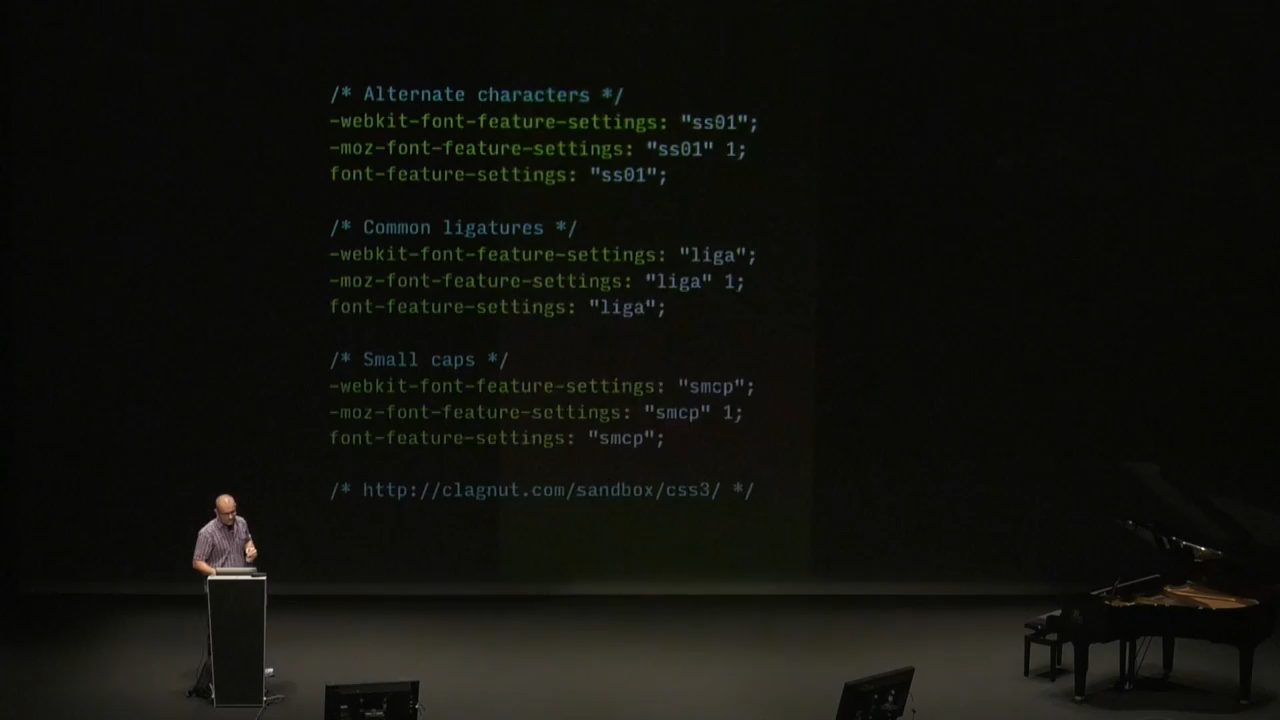 /* Alternate characters */
-webkit-font-feature-settings: "ss01";
-moz-font-feature-settings: "ss01" 1;
font-feature-settings: "ss01";
/* Common ligatures */
-webkit-font-feature-settings: "liga";
-moz-font-feature-settings: "liga" 1;
font-feature-settings: "liga";
/* Small caps */
-webkit-font-feature-settings: "smcp";
-moz-font-feature-settings: "smcp" 1;
font-feature-settings: "smcp";
/* http://clagnut.com/sandbox/css3/ */